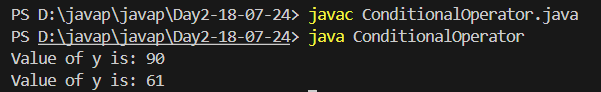 PS D:\javap\javap\Day2-18-07-24> javac ConditionalOperator.java
PS D:\javap\javap\Day2-18-07-24> java ConditionalOperator
Value of y is: 90
Value of y is: 61